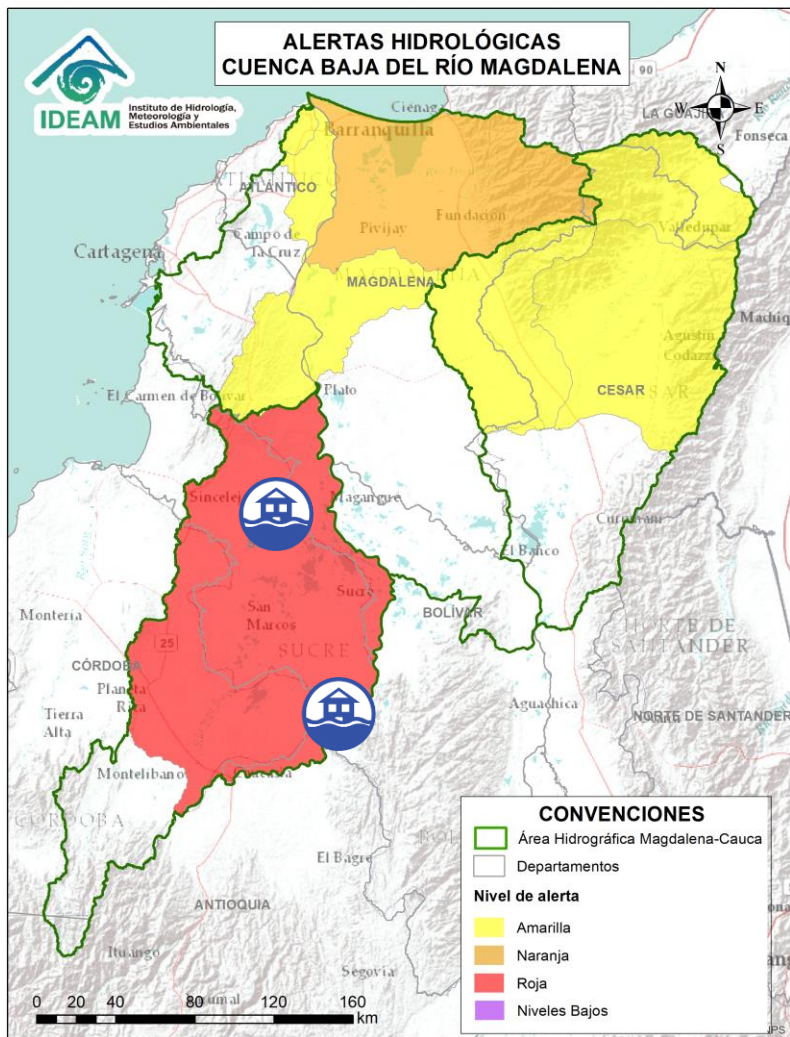 ALERTAS HIDROLÓGICAS
CUENCA BAJA DEL RÍO MAGDALENA
IDEAM
Instituto de Hidrología,
Meteorología y
Estudios Ambientales
N
W
E
S
90
Ciénaga
LA GUAJIRA
Barranquilla
Fonseca
ATLÁNTICO
Pivijay
Fundación
Valledupar
Campo de
la Cruz
Cartagena
MAGDALENA
Agustín
Codazzi
CESAR
El Carmen de Bolívar
Plato
Magangué
El Banco
Sucre
BOLÍVAR
Montería
San
Marcos
SUCRE
25
CÓRDOBA
Planeta
Rica
Aguachica
NORTE DE
SANTANDER
NORTE DE SANTANDER
Tierra
Alta
Montelíbano
CÓRDOBA
El Bagre
ANTIOQUIA
Ituango
Segovia
CONVENCIONES
Área Hidrográfica Magdalena-Cauca
Departamentos
Nivel de alerta
Amarilla
Naranja
Roja
Niveles Bajos
0 20 40 80 120 160
km